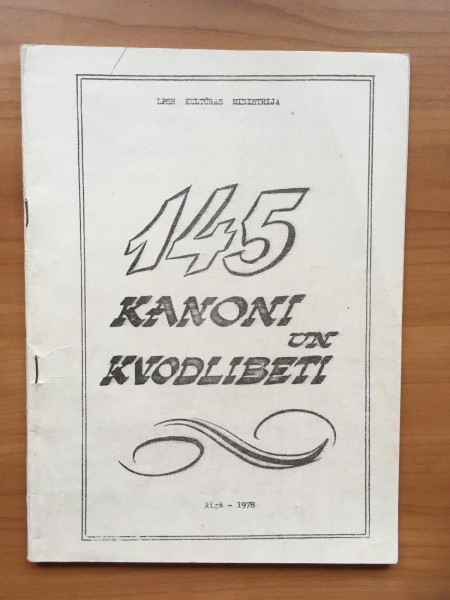 LPSR KULTŪRAS MINISTRIJA
145
KANONI
UN
KVODLIBETI
Rīgā - 1978